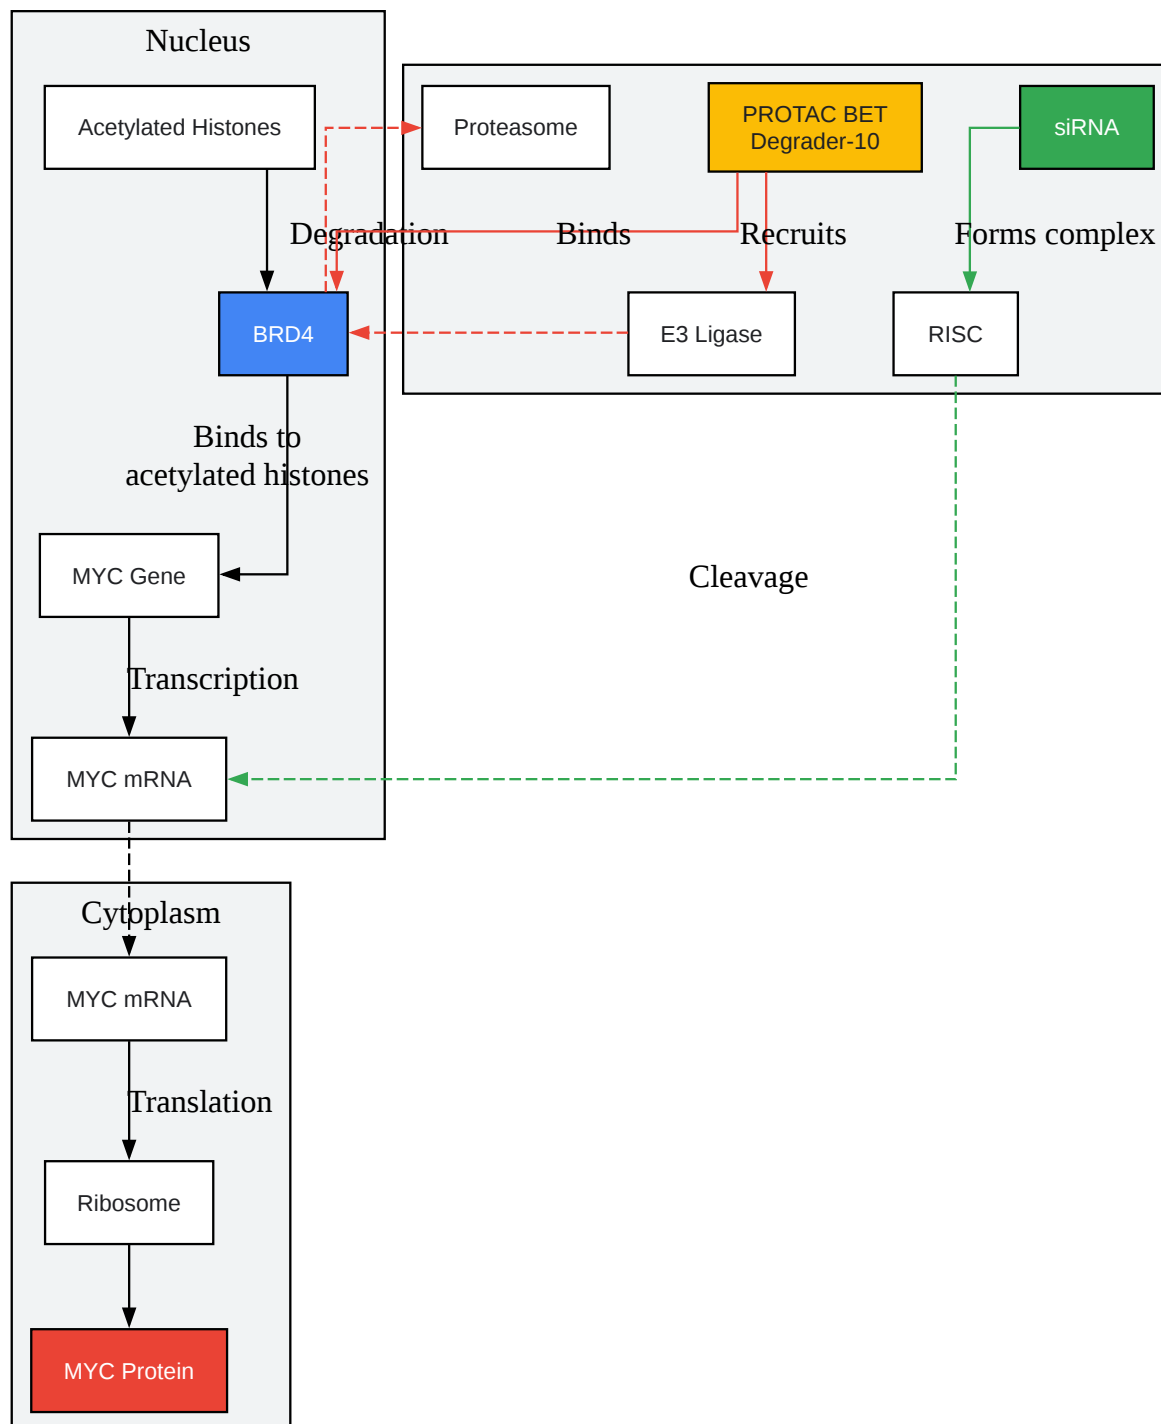 Nucleus
Acetylated Histones
Proteasome
PROTAC BET
Degrader-10
siRNA
Degradation
Binds
Recruits
Forms complex
BRD4
E3 Ligase
RISC
Binds to
acetylated histones
MYC Gene
Cleavage
Transcription
MYC mRNA
Cytoplasm
MYC mRNA
Translation
Ribosome
MYC Protein